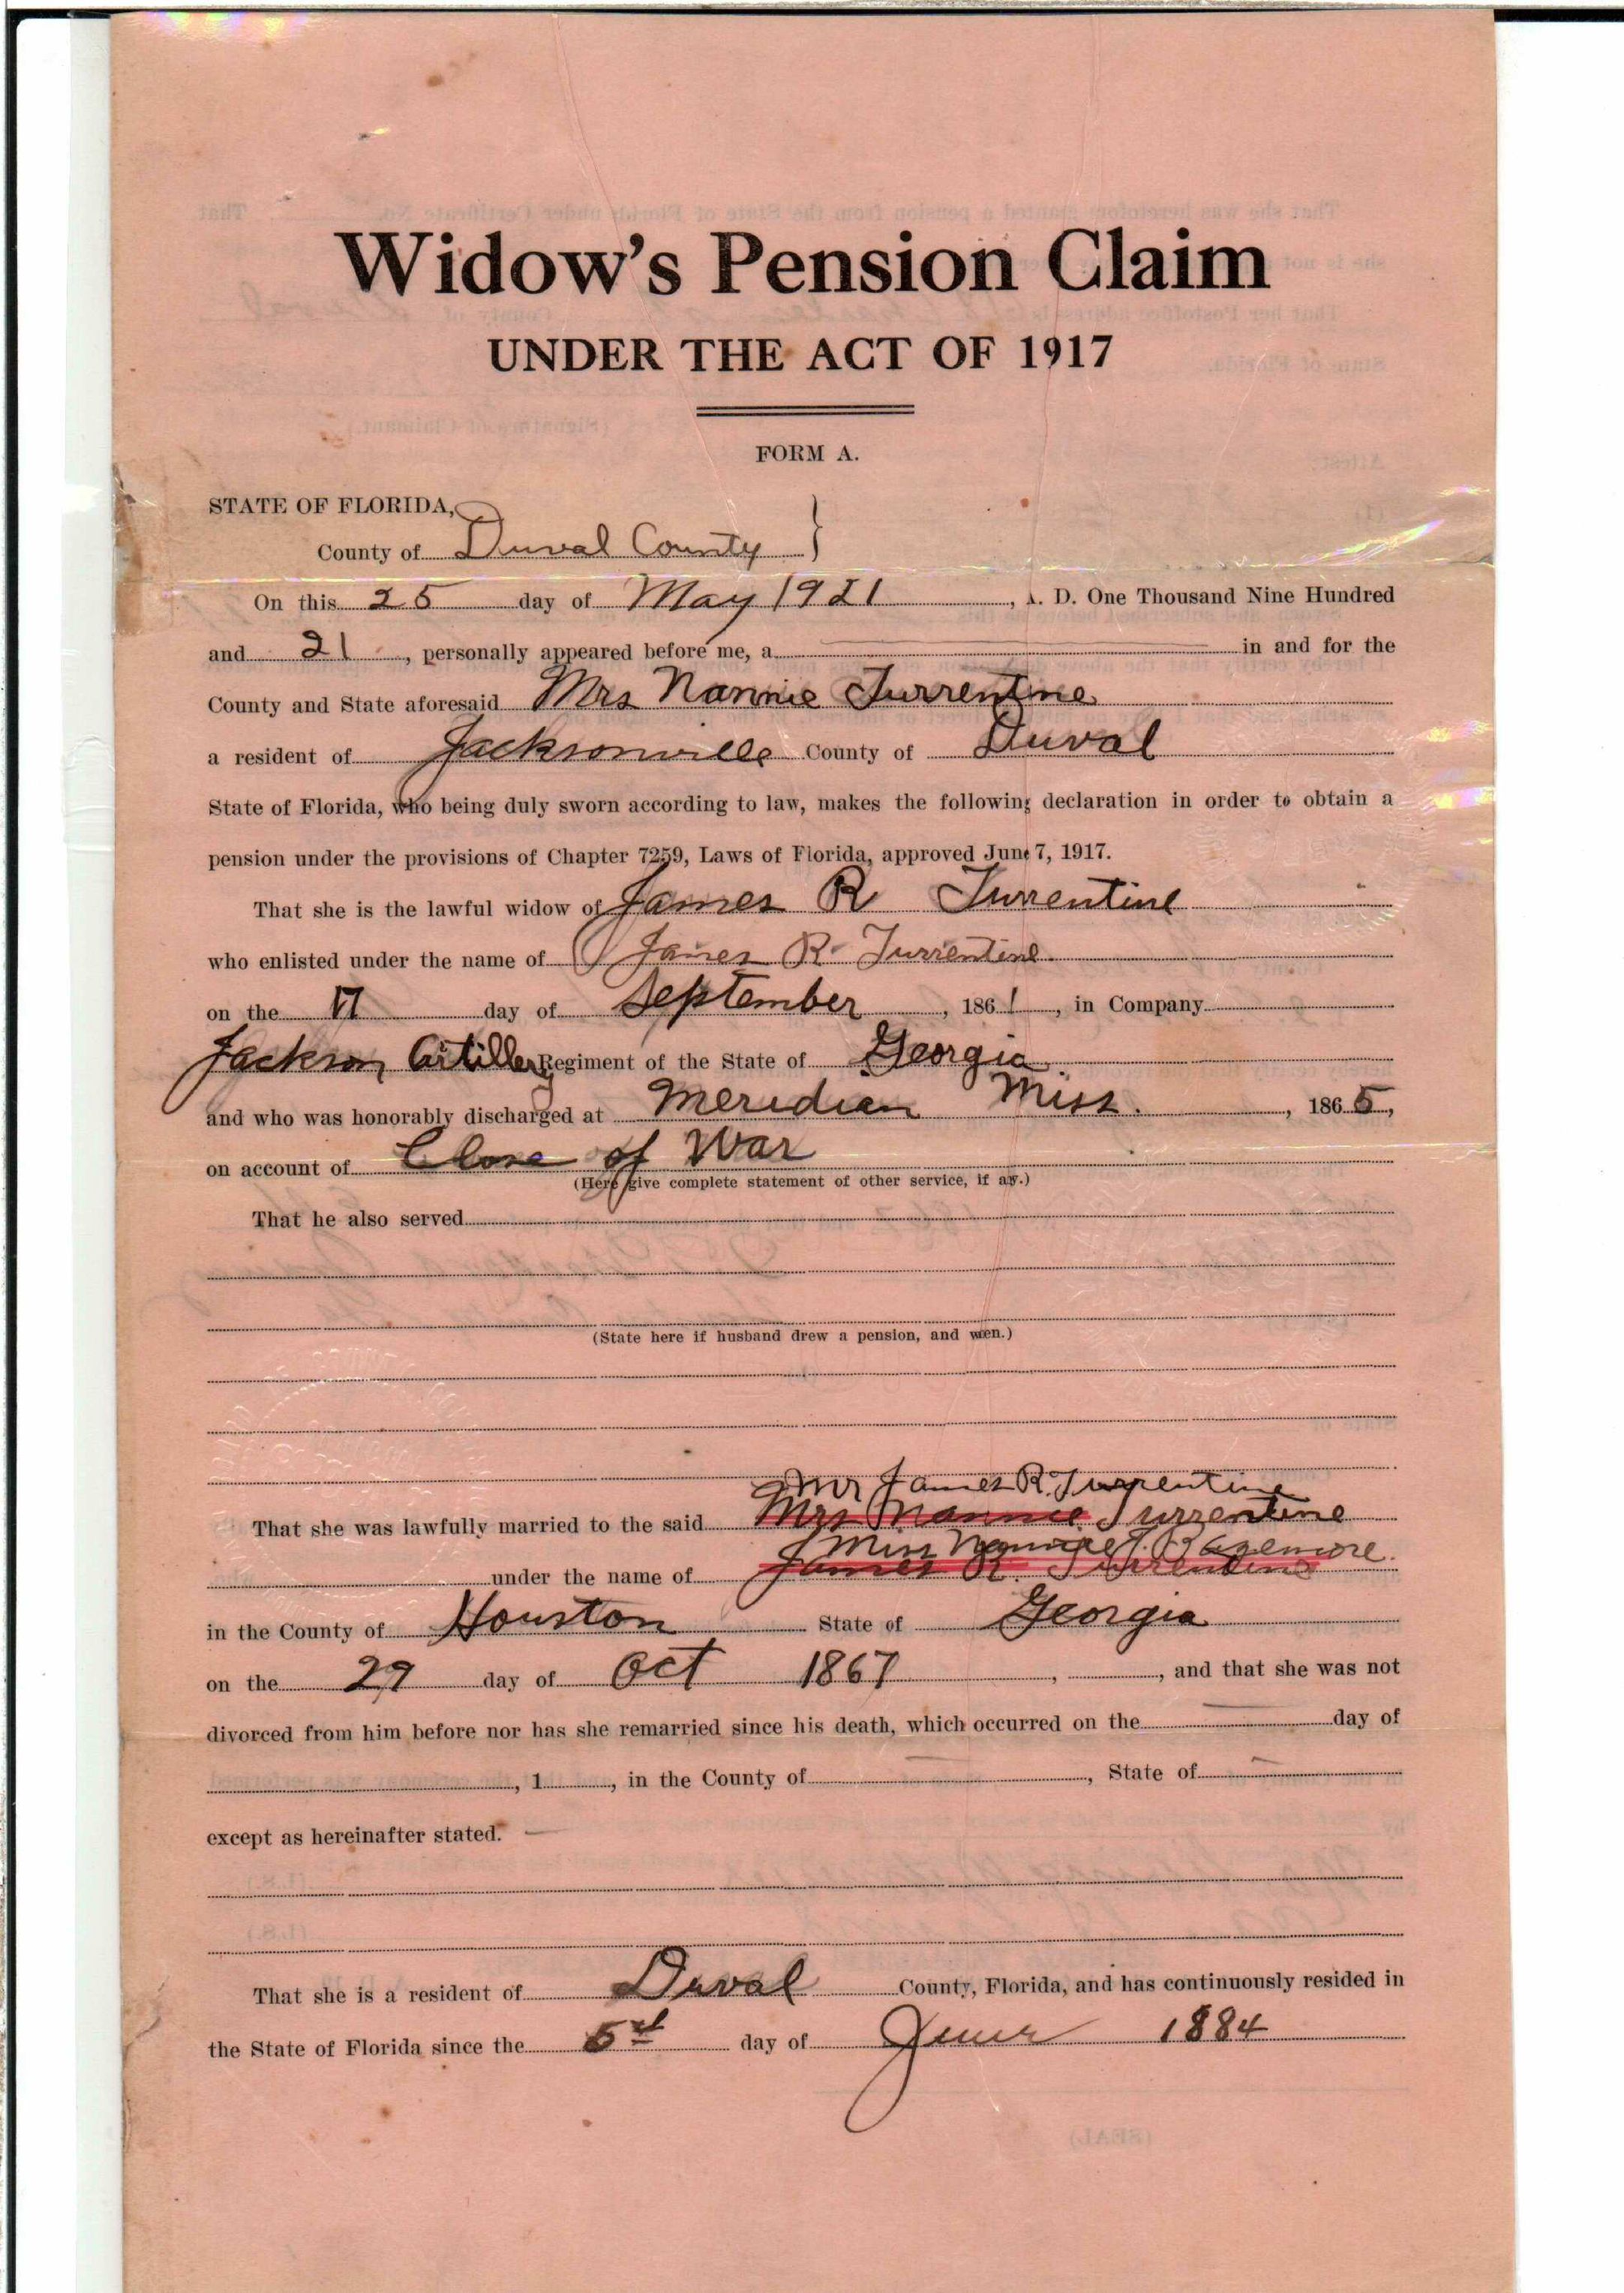 Widow's Pension Claim
UNDER THE ACT OF 1917
FORM A.
STATE OF FLORIDA,
County of Duval County }
On this 25 day of May 1921, A. D. One Thousand Nine Hundred
and 21, personally appeared before me, a in and for the
County and State aforesaid Mrs Nannie Turrentine
a resident of Jacksonville County of Duval
State of Florida, who being duly sworn according to law, makes the following declaration in order to obtain a
pension under the provisions of Chapter 7259, Laws of Florida, approved June 7, 1917.
That she is the lawful widow of James R Turrentine
who enlisted under the name of James R Turrentine
on the 17 day of September, 1861, in Company
Jackson Artillery Regiment of the State of Georgia
and who was honorably discharged at Meridian Miss., 1865,
on account of Close of War
(Here give complete statement of other service, if any.)
That he also served
(State here if husband drew a pension, and when.)
Mr James R. Turrentine
That she was lawfully married to the said Mrs Nannie Turrentine
Miss Nannie Bazemore.
under the name of James R. Turrentine
in the County of Houston State of Georgia
on the 29 day of Oct 1867, , and that she was not
divorced from him before nor has she remarried since his death, which occurred on the day of
, 1 , in the County of , State of
except as hereinafter stated. —
That she is a resident of Duval County, Florida, and has continuously resided in
the State of Florida since the day of June 1884